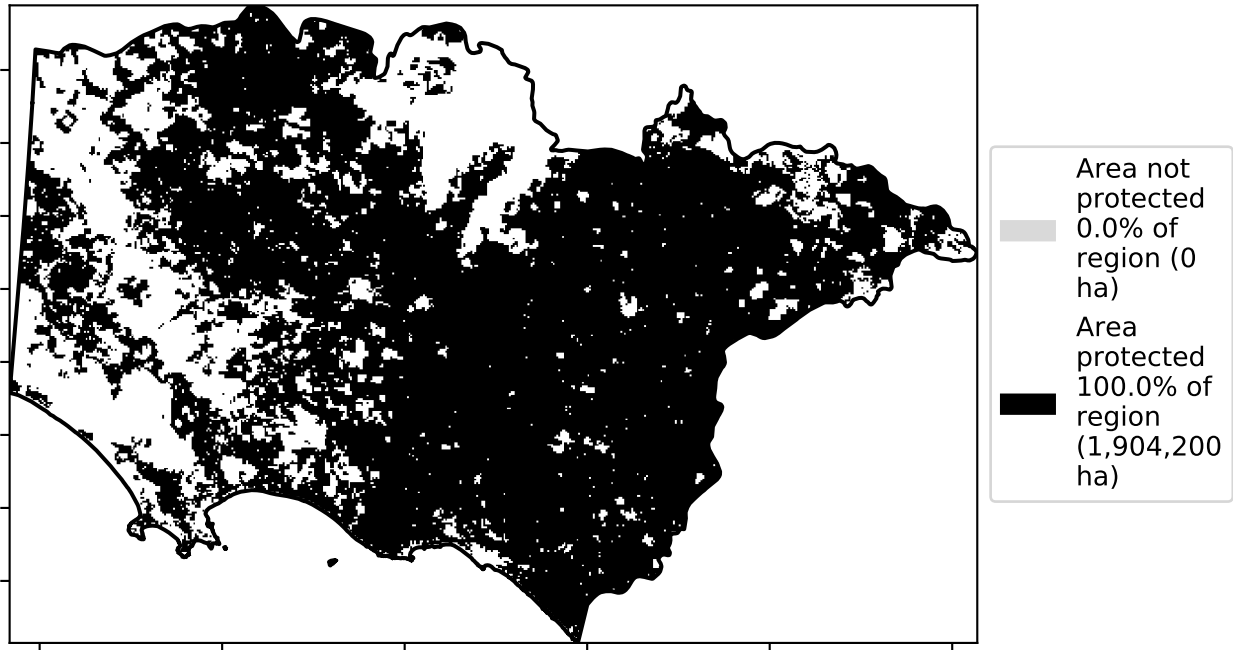 Area not
protected
0.0% of
region (0
ha)
Area
protected
100.0% of
region
(1,904,200
ha)